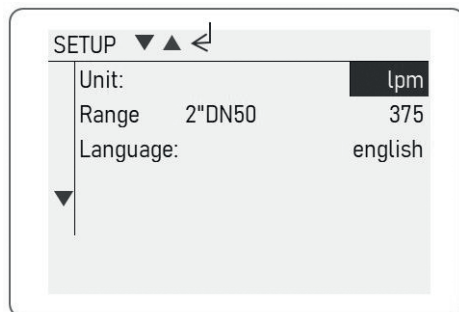 SETUP ▼ ▲ ↵
Unit: lpm
Range 2"DN50 375
Language: english
▼